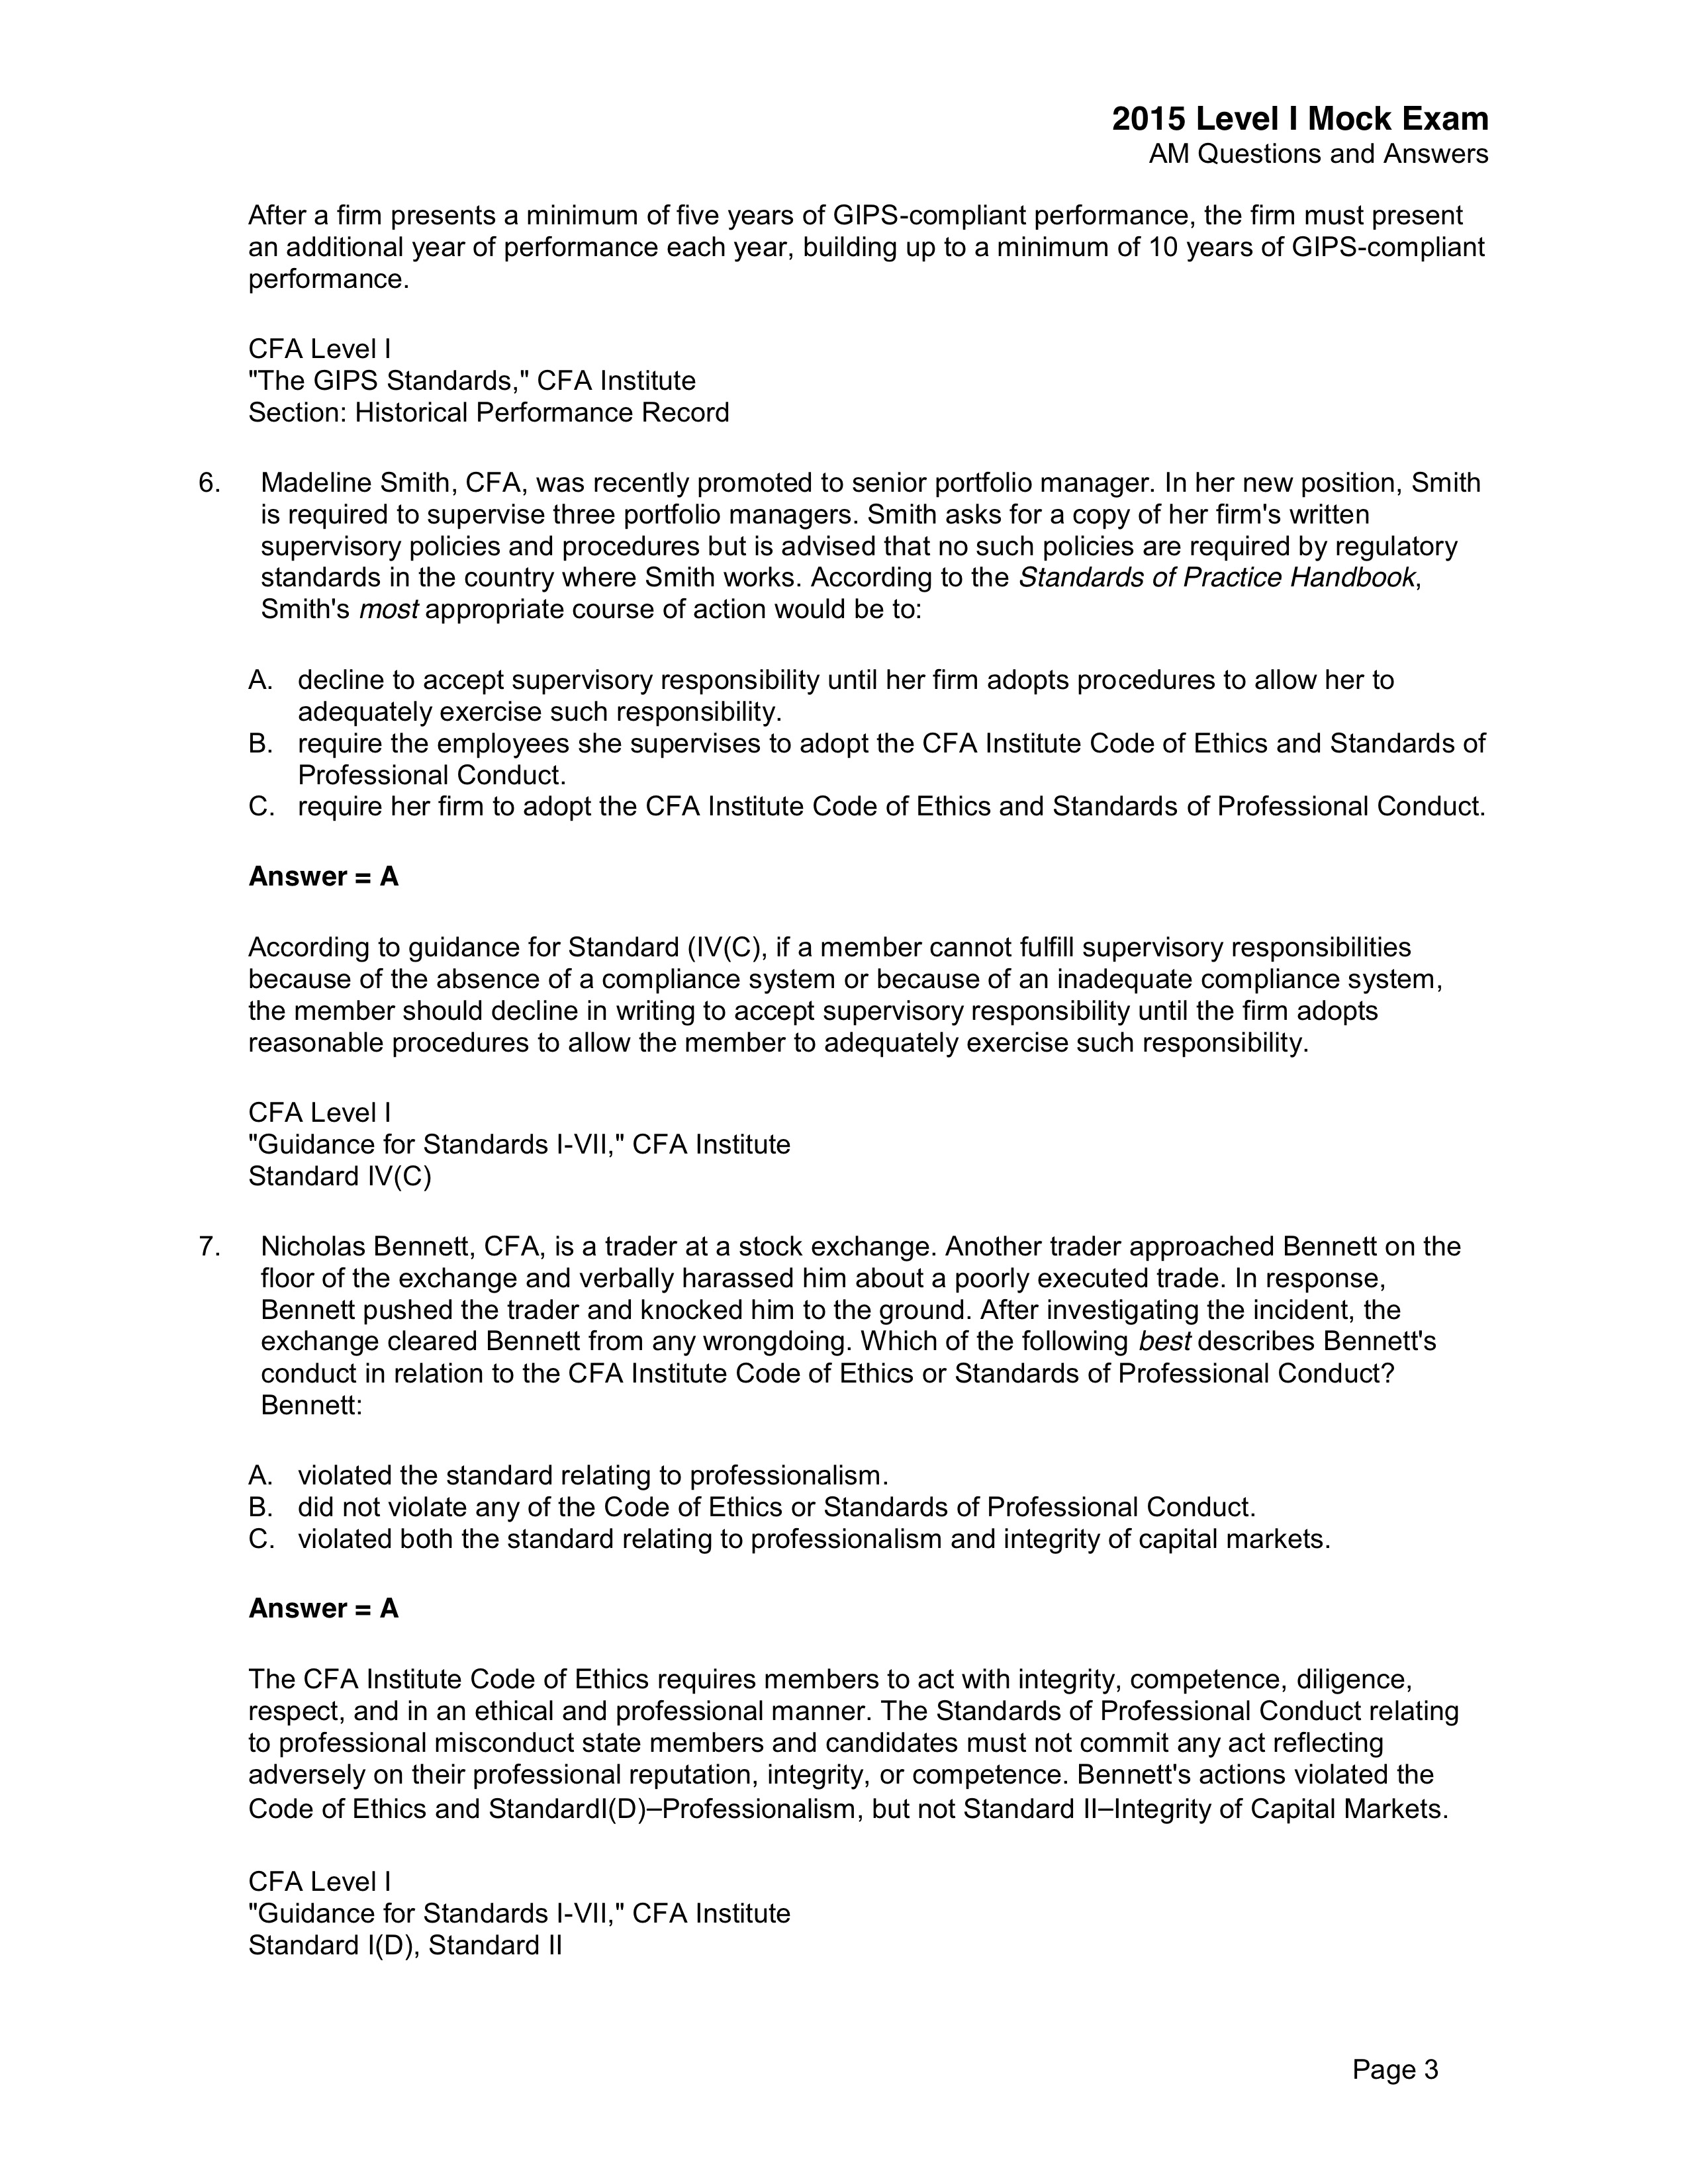 2015 Level I Mock Exam
AM Questions and Answers
After a firm presents a minimum of five years of GIPS-compliant performance, the firm must present
an additional year of performance each year, building up to a minimum of 10 years of GIPS-compliant
performance.
CFA Level I
"The GIPS Standards," CFA Institute
Section: Historical Performance Record
6. Madeline Smith, CFA, was recently promoted to senior portfolio manager. In her new position, Smith
is required to supervise three portfolio managers. Smith asks for a copy of her firm's written
supervisory policies and procedures but is advised that no such policies are required by regulatory
standards in the country where Smith works. According to the Standards of Practice Handbook,
Smith's most appropriate course of action would be to:
A. decline to accept supervisory responsibility until her firm adopts procedures to allow her to
adequately exercise such responsibility.
B. require the employees she supervises to adopt the CFA Institute Code of Ethics and Standards of
Professional Conduct.
C. require her firm to adopt the CFA Institute Code of Ethics and Standards of Professional Conduct.
Answer = A
According to guidance for Standard (IV(C), if a member cannot fulfill supervisory responsibilities
because of the absence of a compliance system or because of an inadequate compliance system,
the member should decline in writing to accept supervisory responsibility until the firm adopts
reasonable procedures to allow the member to adequately exercise such responsibility.
CFA Level I
"Guidance for Standards I-VII," CFA Institute
Standard IV(C)
7. Nicholas Bennett, CFA, is a trader at a stock exchange. Another trader approached Bennett on the
floor of the exchange and verbally harassed him about a poorly executed trade. In response,
Bennett pushed the trader and knocked him to the ground. After investigating the incident, the
exchange cleared Bennett from any wrongdoing. Which of the following best describes Bennett's
conduct in relation to the CFA Institute Code of Ethics or Standards of Professional Conduct?
Bennett:
A. violated the standard relating to professionalism.
B. did not violate any of the Code of Ethics or Standards of Professional Conduct.
C. violated both the standard relating to professionalism and integrity of capital markets.
Answer = A
The CFA Institute Code of Ethics requires members to act with integrity, competence, diligence,
respect, and in an ethical and professional manner. The Standards of Professional Conduct relating
to professional misconduct state members and candidates must not commit any act reflecting
adversely on their professional reputation, integrity, or competence. Bennett's actions violated the
Code of Ethics and StandardI(D)–Professionalism, but not Standard II–Integrity of Capital Markets.
CFA Level I
"Guidance for Standards I-VII," CFA Institute
Standard I(D), Standard II
Page 3